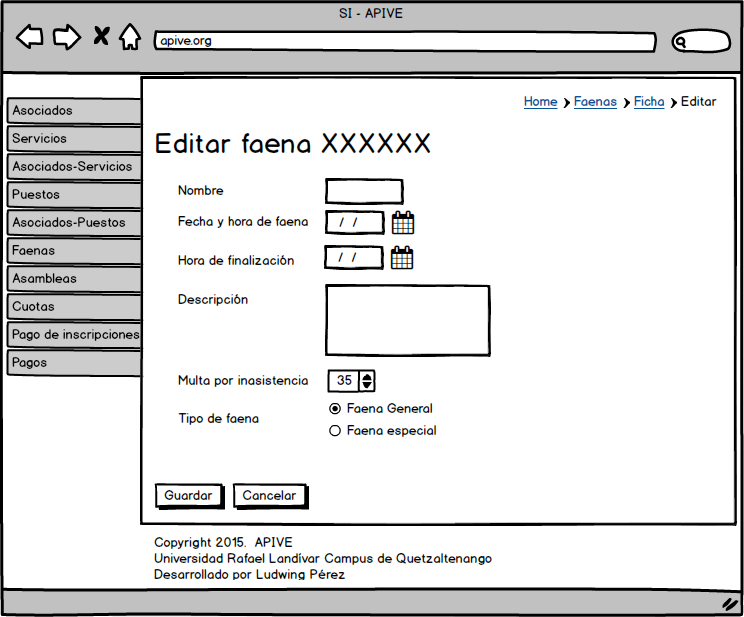 SI - APIVE
apive.org
Home > Faenas > Ficha > Editar
Asociados
Servicios
Asociados-Servicios
Puestos
Asociados-Puestos
Faenas
Asambleas
Cuotas
Pago de inscripciones
Pagos
Editar faena XXXXXX
Nombre
Fecha y hora de faena / /
Hora de finalización / /
Descripción
Multa por inasistencia 35
Tipo de faena
Faena General
Faena especial
Guardar Cancelar
Copyright 2015. APIVE
Universidad Rafael Landívar Campus de Quetzaltenango
Desarrollado por Ludwing Pérez